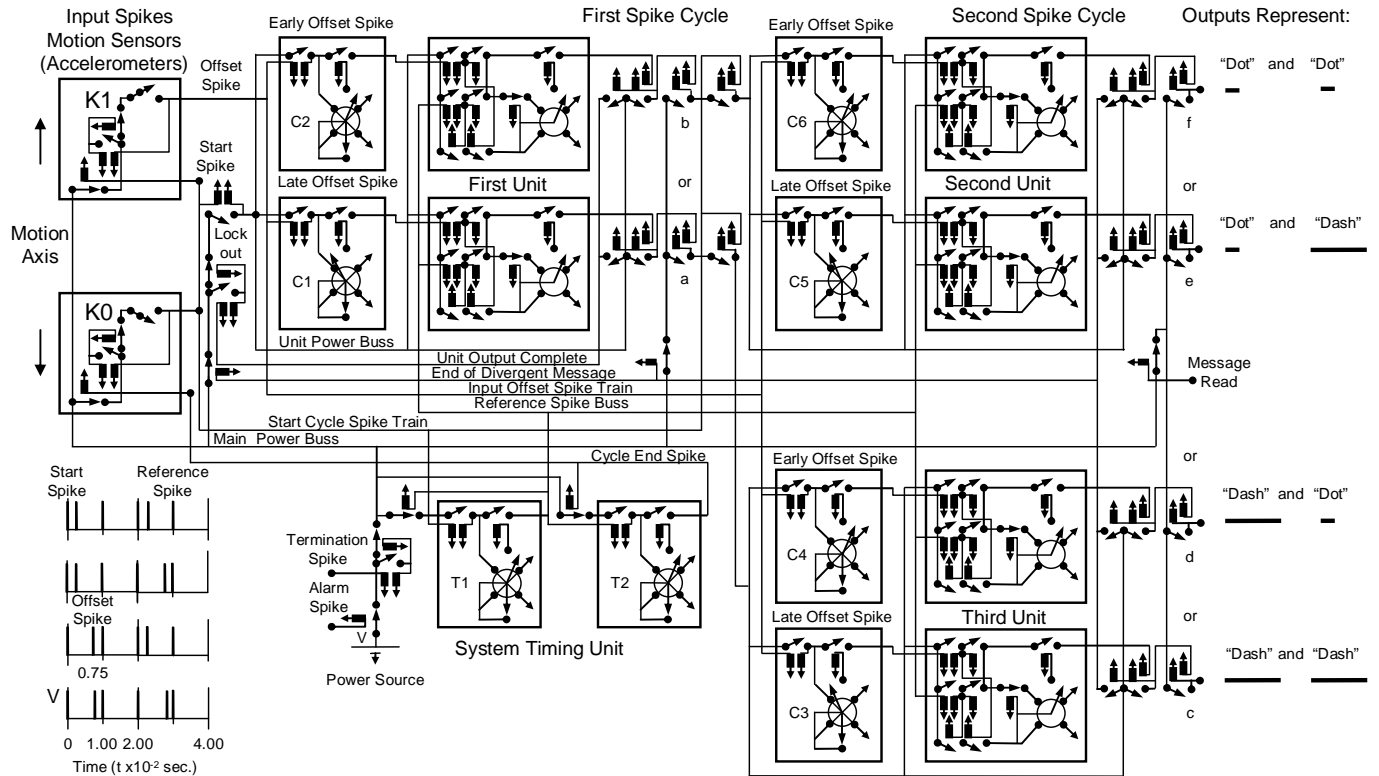 Input Spikes
Motion Sensors
(Accelerometers)
Early Offset Spike
First Spike Cycle
Early Offset Spike
Second Spike Cycle
Outputs Represent:
Offset
Spike
K1
C2
b
C6
f
“Dot” and “Dot”
Start
Spike
Late Offset Spike
First Unit
or
Late Offset Spike
Second Unit
or
Motion
Axis
Lock
out
C1
a
C5
e
“Dot” and “Dash”
K0
Unit Power Buss
Unit Output Complete
End of Divergent Message
Input Offset Spike Train
Reference Spike Buss
Message
Read
Start Cycle Spike Train
Main Power Buss
Cycle End Spike
Early Offset Spike
or
Start
Spike
Reference
Spike
“Dash” and “Dot”
Termination
Spike
Alarm
Spike
T1
T2
C4
d
Offset
Spike
Late Offset Spike
Third Unit
or
V
System Timing Unit
Power Source
0.75
“Dash” and “Dash”
V
C3
c
0 1.00 2.00 4.00
Time (t x10-2 sec.)